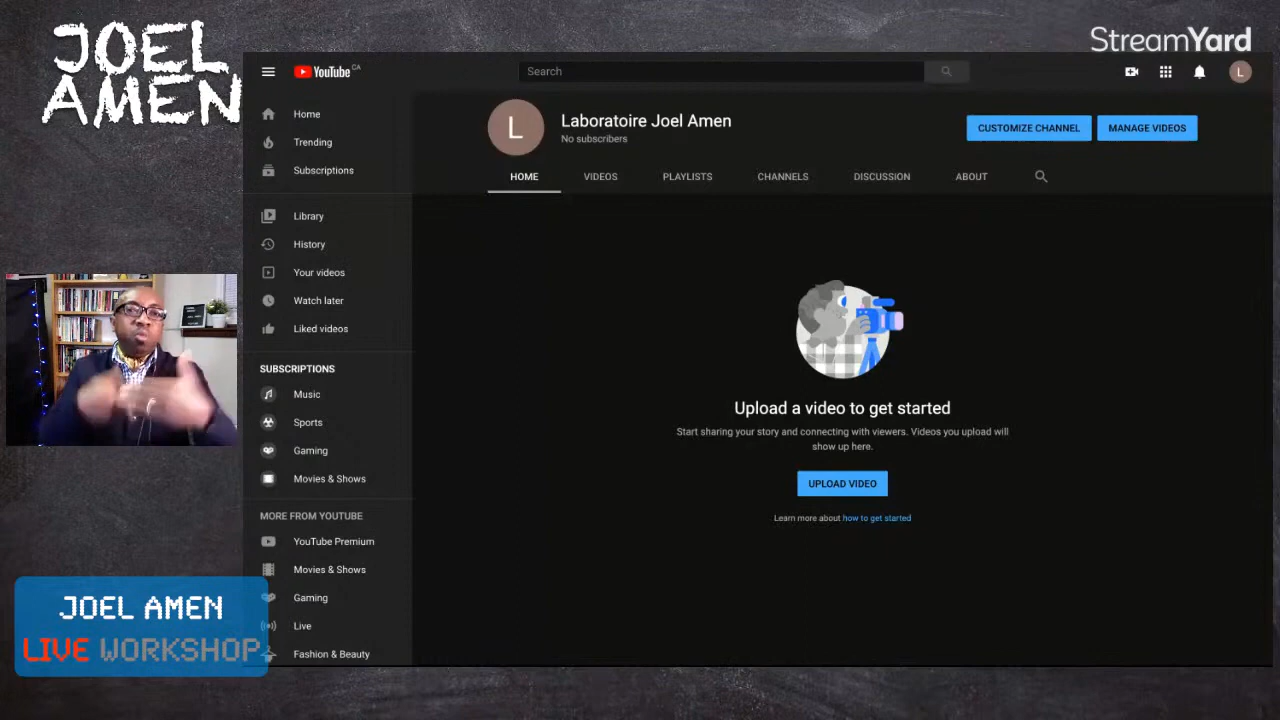 JOEL
AMEN
StreamYard
YouTube CA
Search
L
L
Laboratoire Joel Amen
No subscribers
CUSTOMIZE CHANNEL
MANAGE VIDEOS
HOME
VIDEOS
PLAYLISTS
CHANNELS
DISCUSSION
ABOUT
Home
Trending
Subscriptions
Library
History
Your videos
Watch later
Liked videos
SUBSCRIPTIONS
Music
Sports
Gaming
Movies & Shows
MORE FROM YOUTUBE
YouTube Premium
Movies & Shows
Gaming
Live
Fashion & Beauty
Upload a video to get started
Start sharing your story and connecting with viewers. Videos you upload will
show up here.
UPLOAD VIDEO
Learn more about how to get started
JOEL AMEN
LIVE WORKSHOP